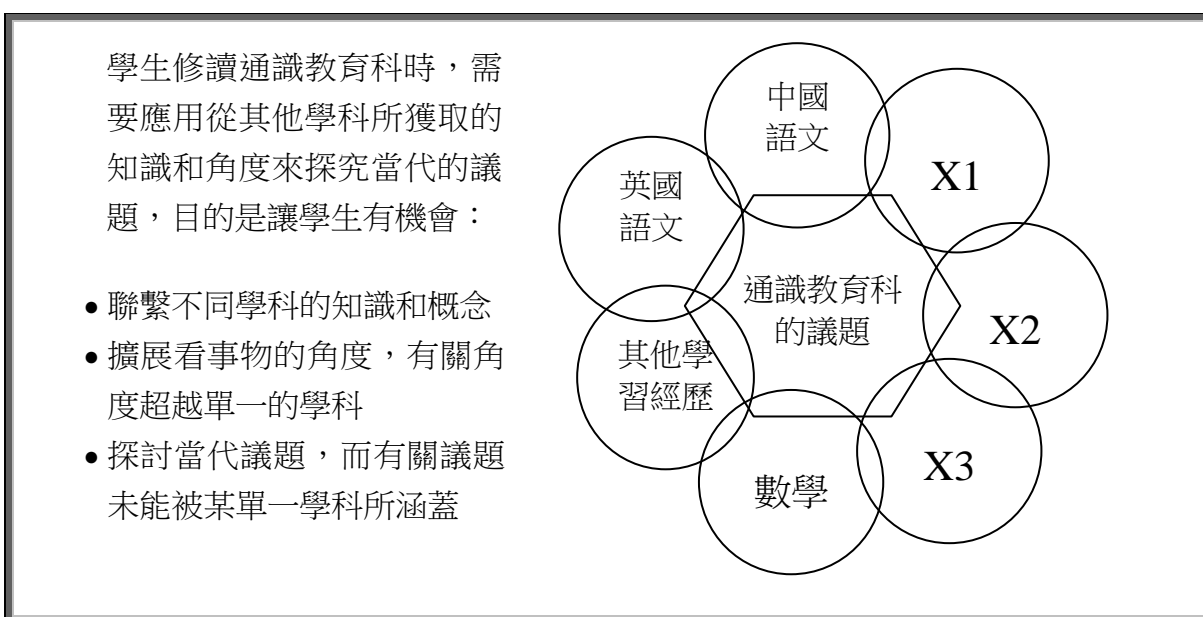 學生修讀通識教育科時，需
要應用從其他學科所獲取的
知識和角度來探究當代的議
題，目的是讓學生有機會：
• 聯繫不同學科的知識和概念
• 擴展看事物的角度，有關角
度超越單一的學科
• 探討當代議題，而有關議題
未能被某單一學科所涵蓋
中國
語文
X1
英國
語文
通識教育科
的議題
X2
其他學
習經歷
X3
數學